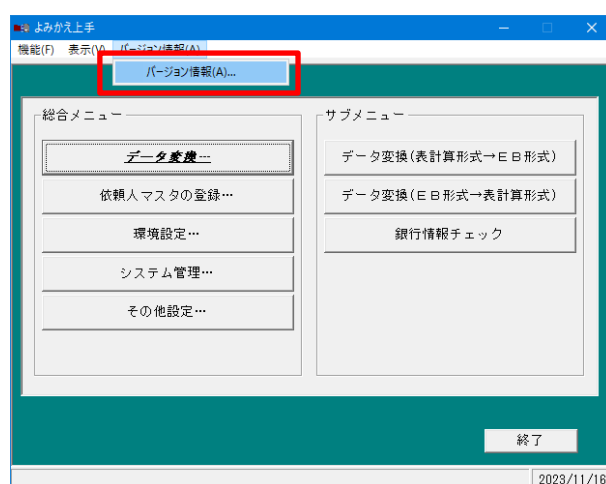 よみかえ上手
機能(F) 表示(V) バージョン情報(A)
バージョン情報(A)...
総合メニュー
データ変換…
依頼人マスタの登録…
環境設定…
システム管理…
その他設定…
サブメニュー
データ変換(表計算形式→ＥＢ形式)
データ変換(ＥＢ形式→表計算形式)
銀行情報チェック
終了
2023/11/16